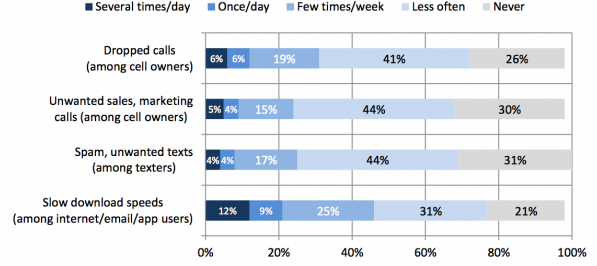 Several times/day Once/day Few times/week Less often Never
Dropped calls
(among cell owners)
6% 6% 19% 41% 26%
Unwanted sales, marketing
calls (among cell owners)
5% 4% 15% 44% 30%
Spam, unwanted texts
(among texters)
4% 4% 17% 44% 31%
Slow download speeds
(among internet/email/app users)
12% 9% 25% 31% 21%
0% 20% 40% 60% 80% 100%